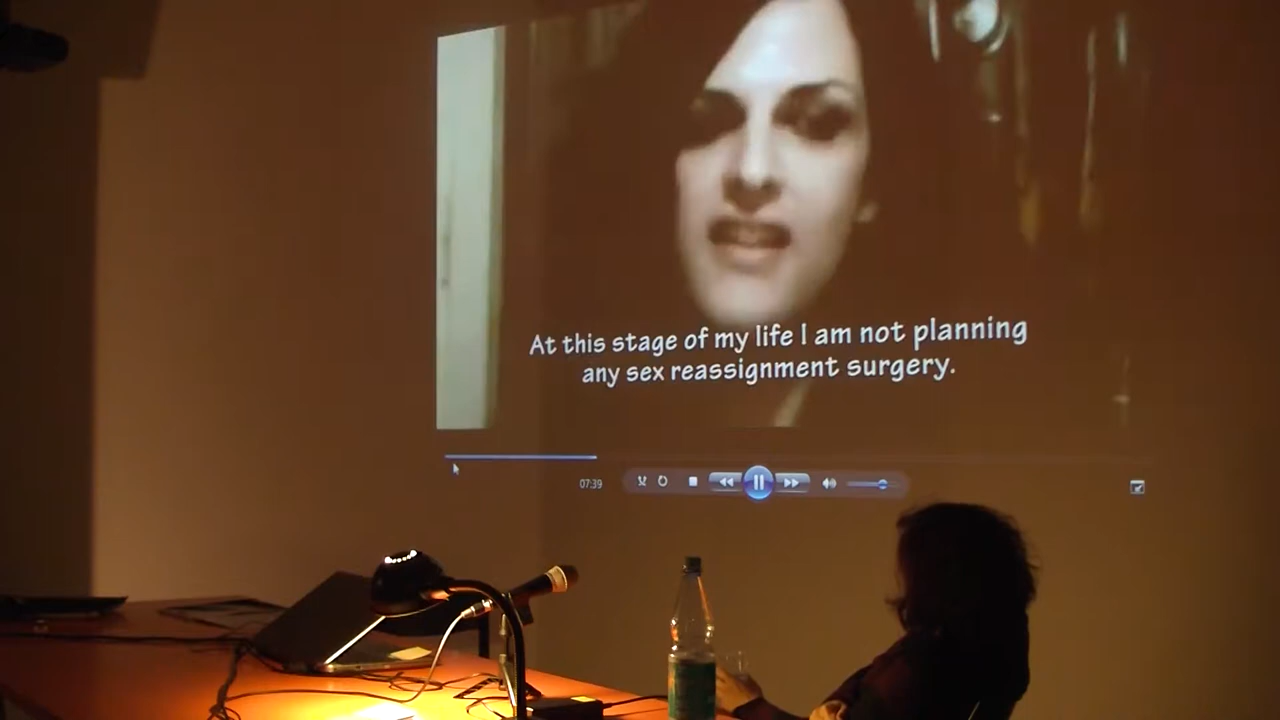 At this stage of my life I am not planning
any sex reassignment surgery.
07:39